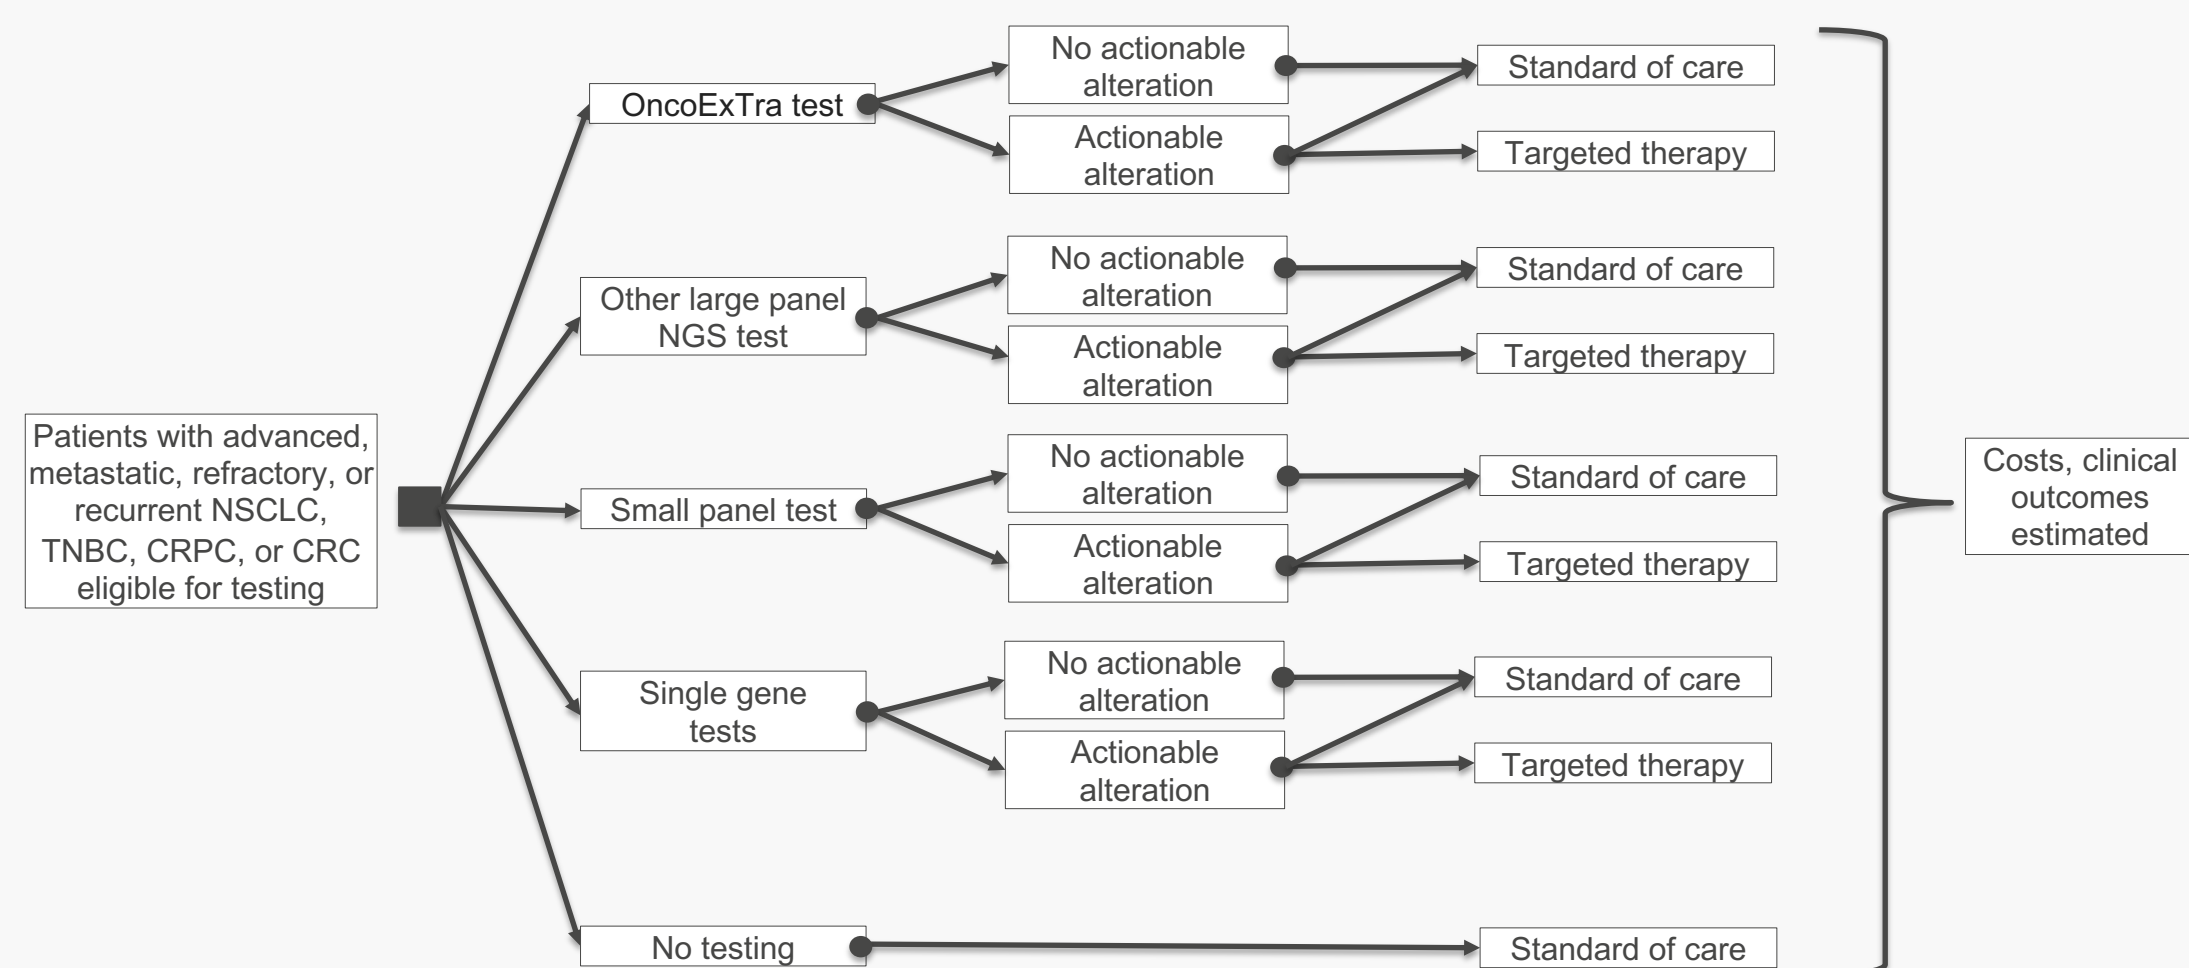 Patients with advanced,
metastatic, refractory, or
recurrent NSCLC,
TNBC, CRPC, or CRC
eligible for testing
OncoExTra test
No actionable
alteration
Actionable
alteration
Standard of care
Targeted therapy
Other large panel
NGS test
No actionable
alteration
Actionable
alteration
Standard of care
Targeted therapy
Small panel test
No actionable
alteration
Actionable
alteration
Standard of care
Targeted therapy
Single gene
tests
No actionable
alteration
Actionable
alteration
Standard of care
Targeted therapy
No testing
Standard of care
Costs, clinical
outcomes
estimated